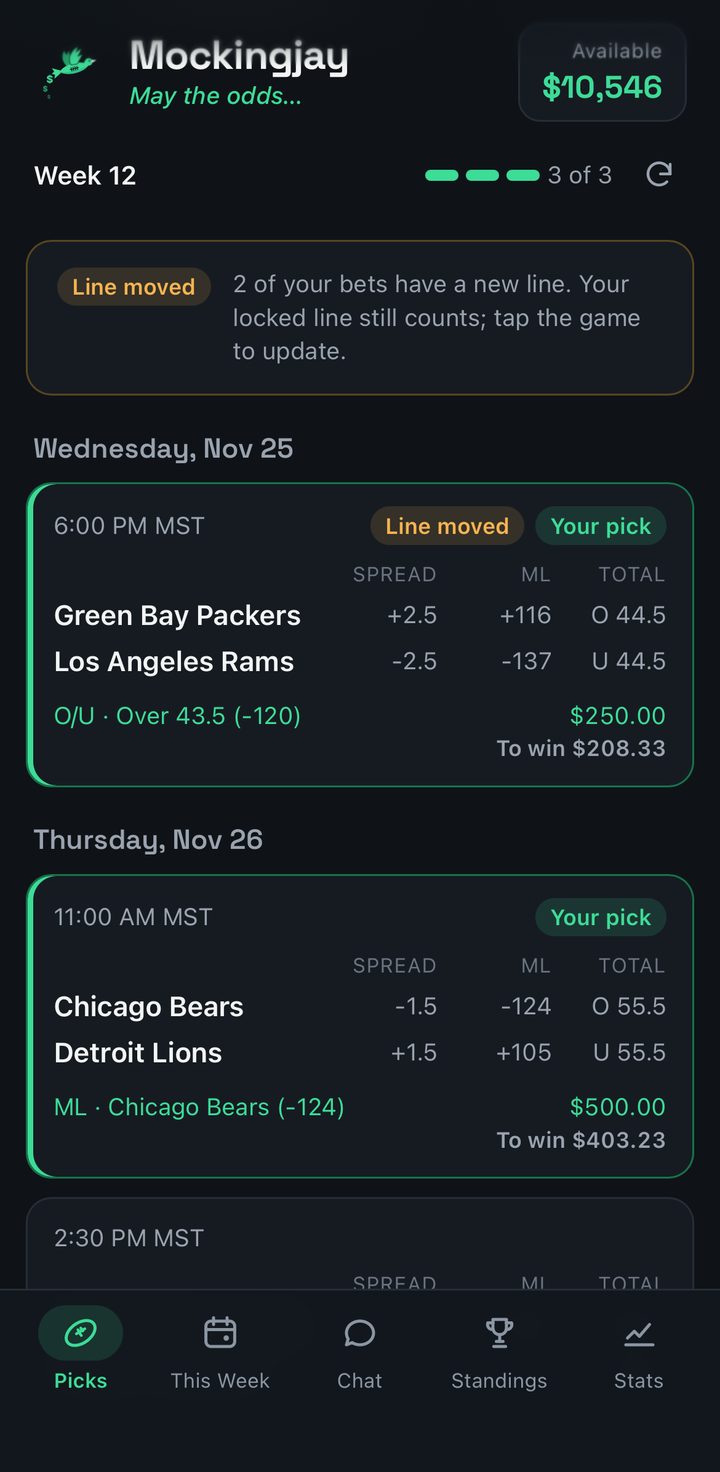 Mockingjay
May the odds...
Available
$10,546
Week 12
3 of 3
Line moved
2 of your bets have a new line. Your
locked line still counts; tap the game
to update.
Wednesday, Nov 25
6:00 PM MST Line moved Your pick
SPREAD ML TOTAL
Green Bay Packers +2.5 +116 O 44.5
Los Angeles Rams -2.5 -137 U 44.5
O/U · Over 43.5 (-120) $250.00
To win $208.33
Thursday, Nov 26
11:00 AM MST Your pick
SPREAD ML TOTAL
Chicago Bears -1.5 -124 O 55.5
Detroit Lions +1.5 +105 U 55.5
ML · Chicago Bears (-124) $500.00
To win $403.23
2:30 PM MST
SPREAD ML TOTAL
Picks This Week Chat Standings Stats